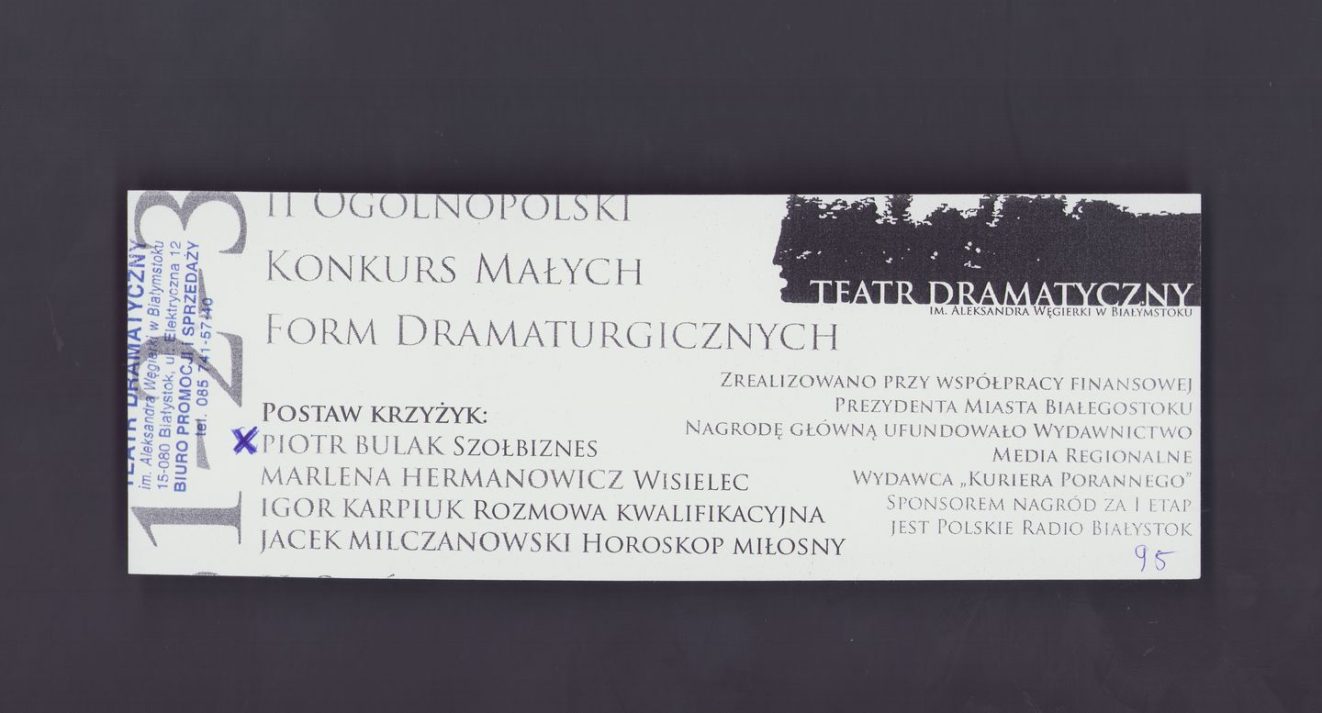 1-2-3
TEATR DRAMATYCZNY
im. Aleksandra Węgierki w Białymstoku
15-080 Białystok, ul. Elektryczna 12
BIURO PROMOCJI I SPRZEDAŻY
tel. 085 741-57-40
II OGÓLNOPOLSKI
KONKURS MAŁYCH
FORM DRAMATURGICZNYCH
POSTAW KRZYŻYK:
X PIOTR BULAK SZOŁBIZNES
MARLENA HERMANOWICZ WISIELEC
IGOR KARPIUK ROZMOWA KWALIFIKACYJNA
JACEK MILCZANOWSKI HOROSKOP MIŁOSNY
TEATR DRAMATYCZNY
IM. ALEKSANDRA WĘGIERKI W BIAŁYMSTOKU
ZREALIZOWANO PRZY WSPÓŁPRACY FINANSOWEJ
PREZYDENTA MIASTA BIAŁEGOSTOKU
NAGRODĘ GŁÓWNĄ UFUNDOWAŁO WYDAWNICTWO
MEDIA REGIONALNE
WYDAWCA „KURIERA PORANNEGO"
SPONSOREM NAGRÓD ZA I ETAP
JEST POLSKIE RADIO BIAŁYSTOK
95